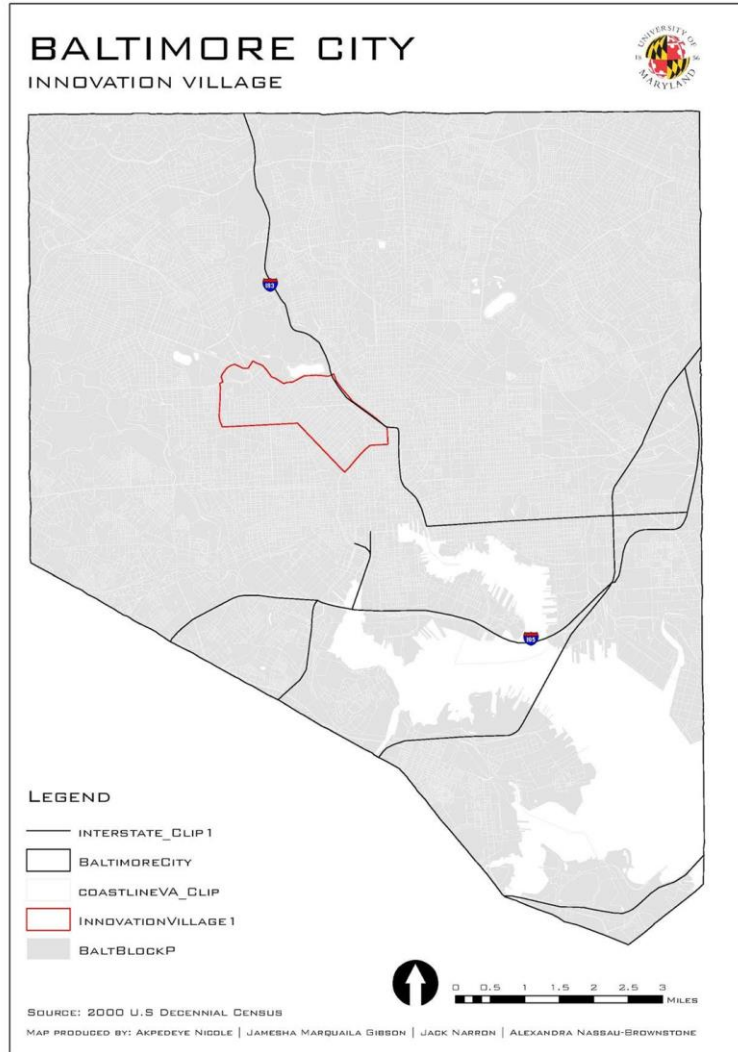 BALTIMORE CITY
INNOVATION VILLAGE
UNIVERSITY OF
18 56
MARYLAND
I83
I95
LEGEND
INTERSTATE_CLIP1
BALTIMORECITY
COASTLINEVA_CLIP
INNOVATIONVILLAGE1
BALTBLOCKP
0 0.5 1 1.5 2 2.5 3
MILES
SOURCE: 2000 U.S DECENNIAL CENSUS
MAP PRODUCED BY: AKPEDEYE NICOLE | JAMESHA MARQUAILA GIBSON | JACK NARRON | ALEXANDRA NASSAU-BROWNSTONE